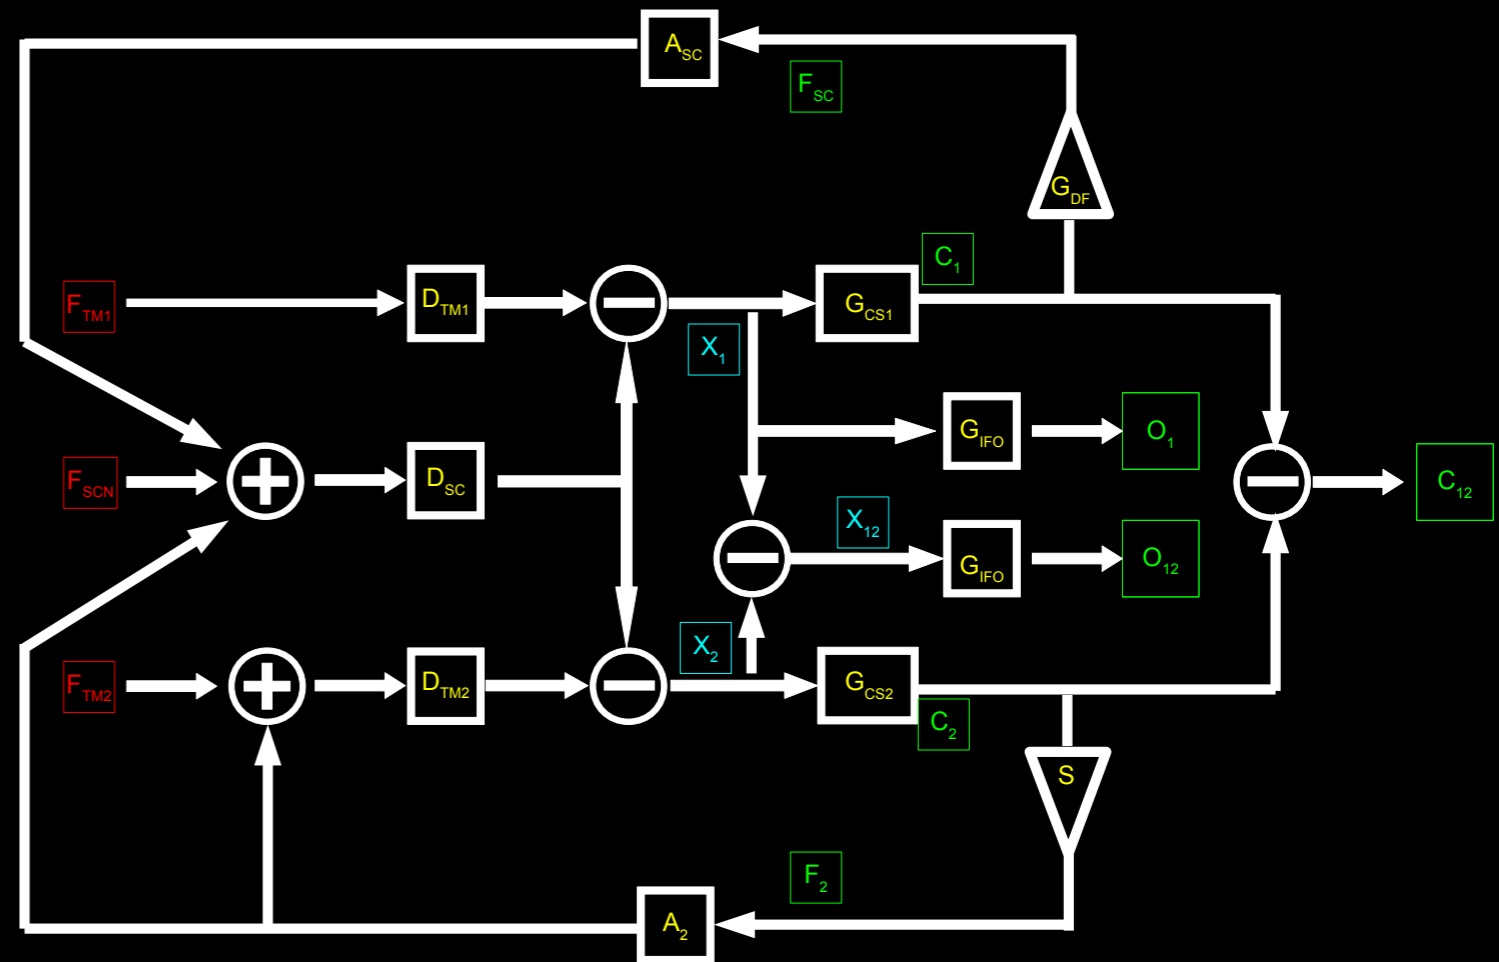 A_SC
F_SC
G_DF
C_1
F_TM1
D_TM1
G_CS1
X_1
G_IFO
O_1
F_SCN
D_SC
C_12
X_12
G_IFO
O_12
X_2
F_TM2
D_TM2
G_CS2
C_2
S
F_2
A_2